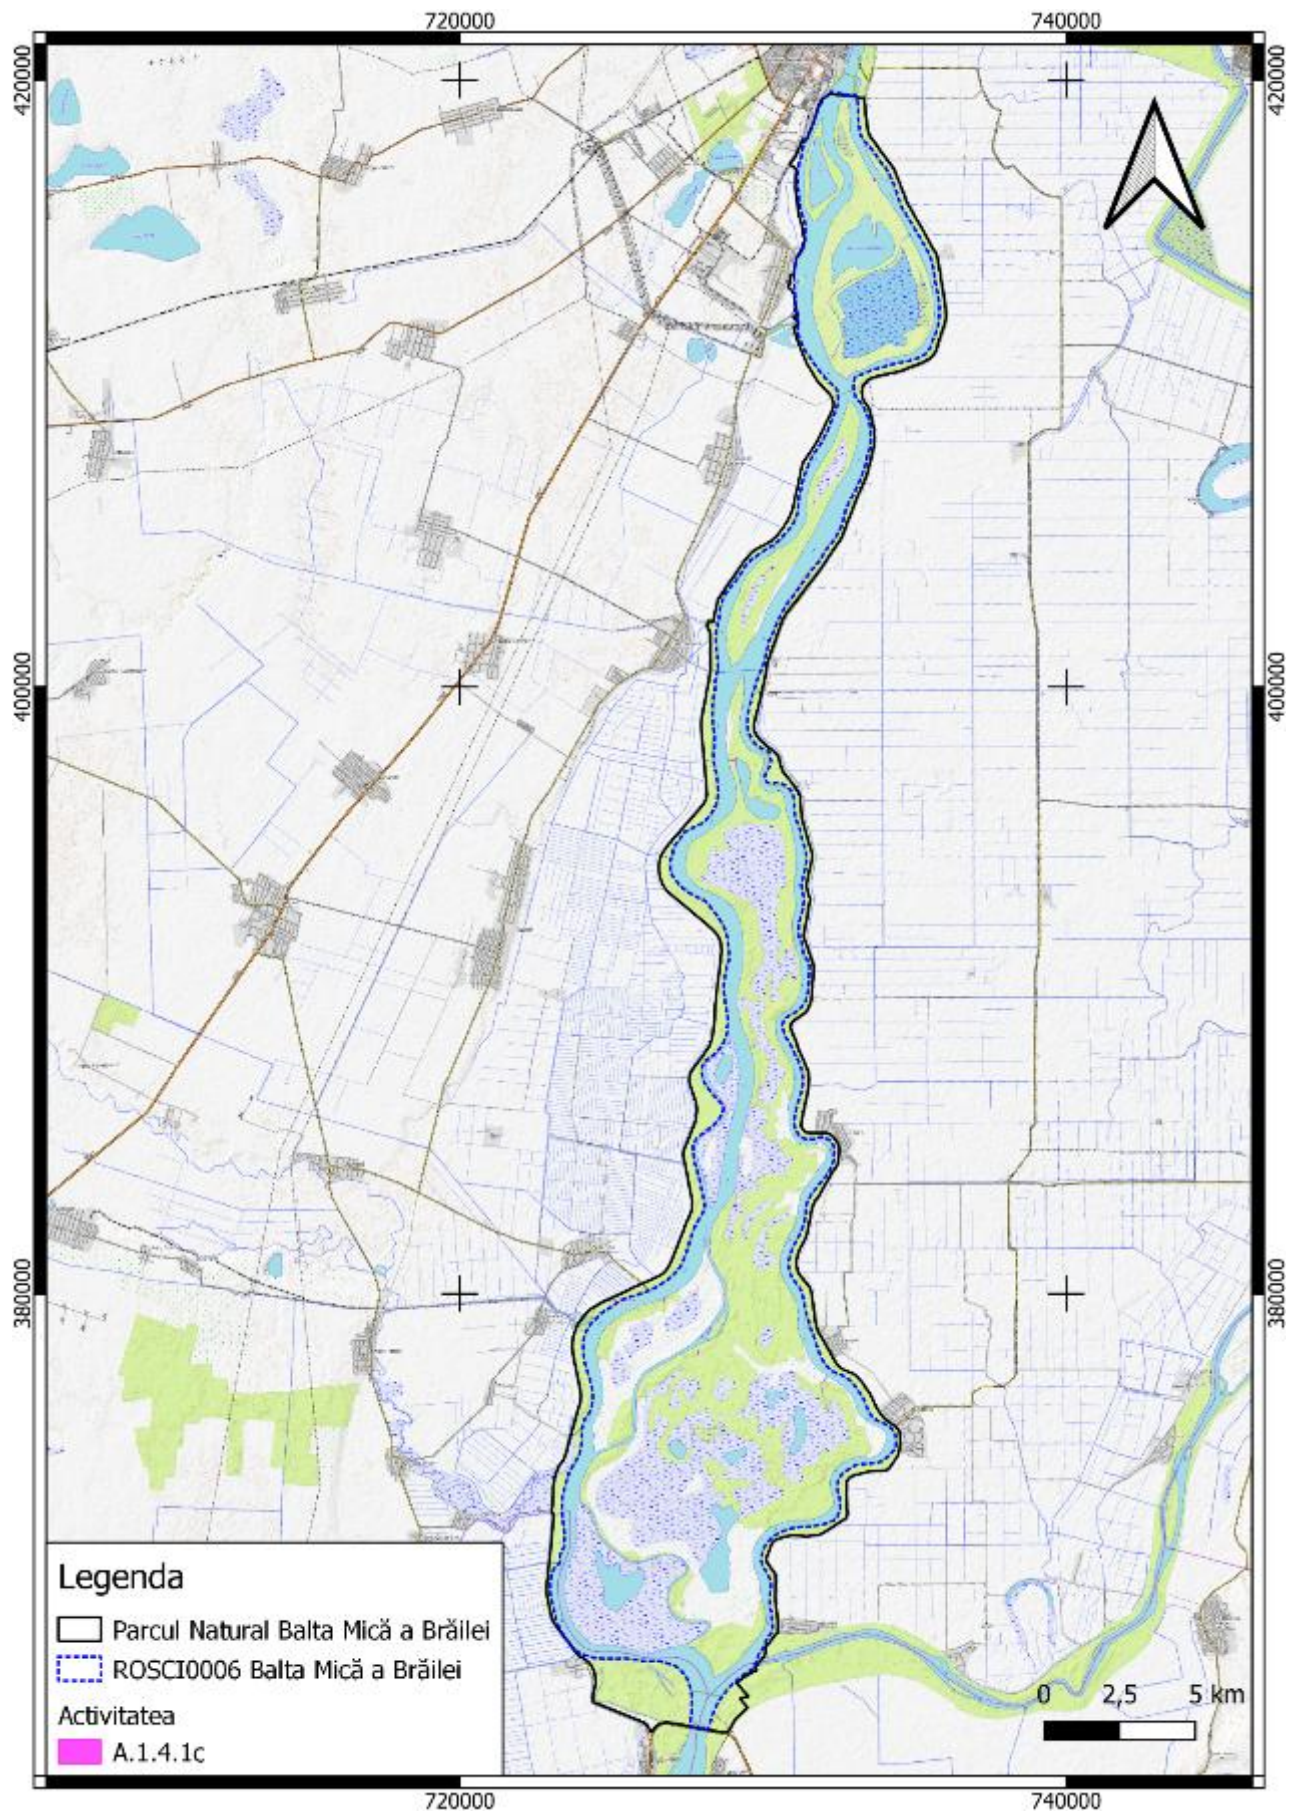 720000 740000
420000 420000
400000 400000
380000 380000
Legenda
Parcul Natural Balta Mică a Brăilei
ROSCI0006 Balta Mică a Brăilei
Activitatea
A.1.4.1c
0 2,5 5 km
720000 740000